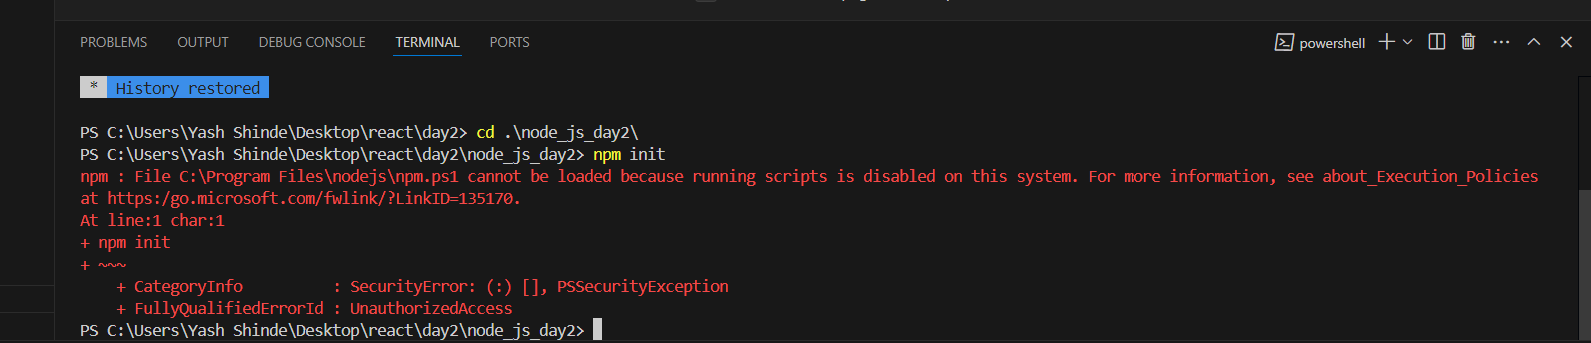 PROBLEMS OUTPUT DEBUG CONSOLE TERMINAL PORTS powershell
* History restored
PS C:\Users\Yash Shinde\Desktop\react\day2> cd .\node_js_day2\
PS C:\Users\Yash Shinde\Desktop\react\day2\node_js_day2> npm init
npm : File C:\Program Files\nodejs\npm.ps1 cannot be loaded because running scripts is disabled on this system. For more information, see about_Execution_Policies
at https:/go.microsoft.com/fwlink/?LinkID=135170.
At line:1 char:1
+ npm init
+ ~~~
    + CategoryInfo          : SecurityError: (:) [], PSSecurityException
    + FullyQualifiedErrorId : UnauthorizedAccess
PS C:\Users\Yash Shinde\Desktop\react\day2\node_js_day2>